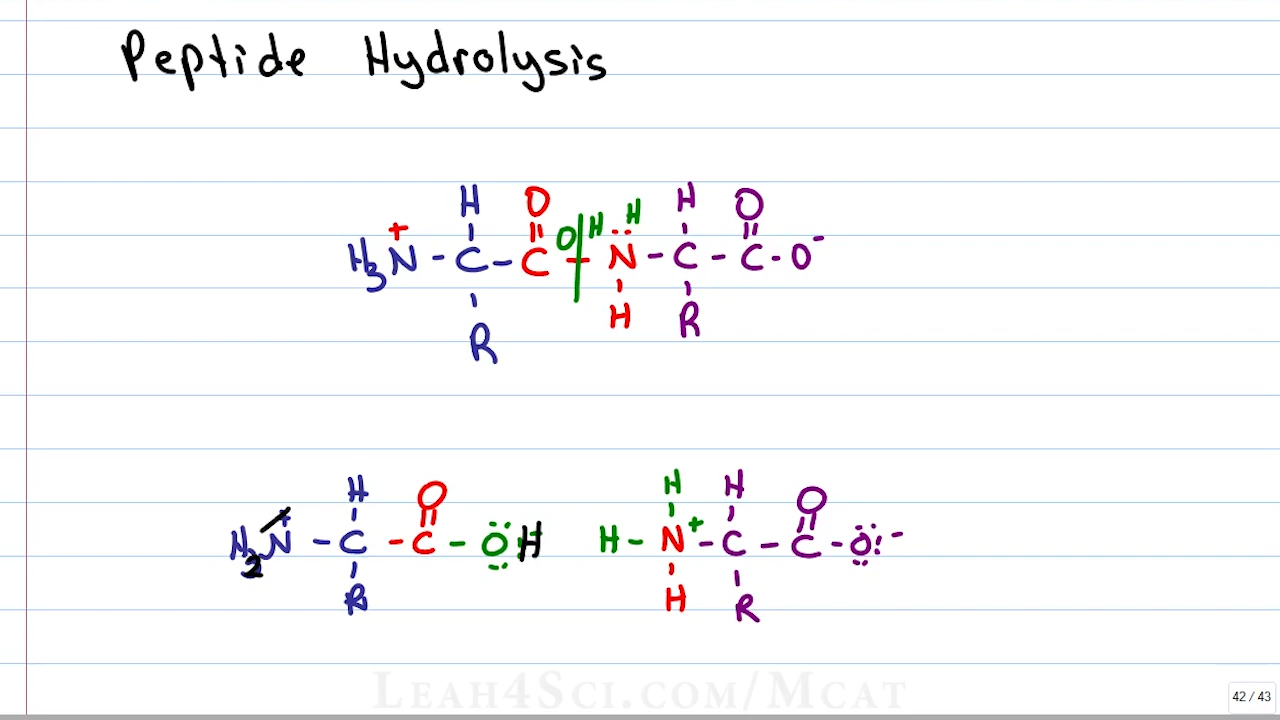 Peptide Hydrolysis
H H O H H H O
H3N+ - C - C O - N - C - C - O-
R H R
H O H H O
H2N+ - C - C - O H H - N+ - C - C - O: -
R H R
LEAH4SCI.COM/MCAT
42 / 43